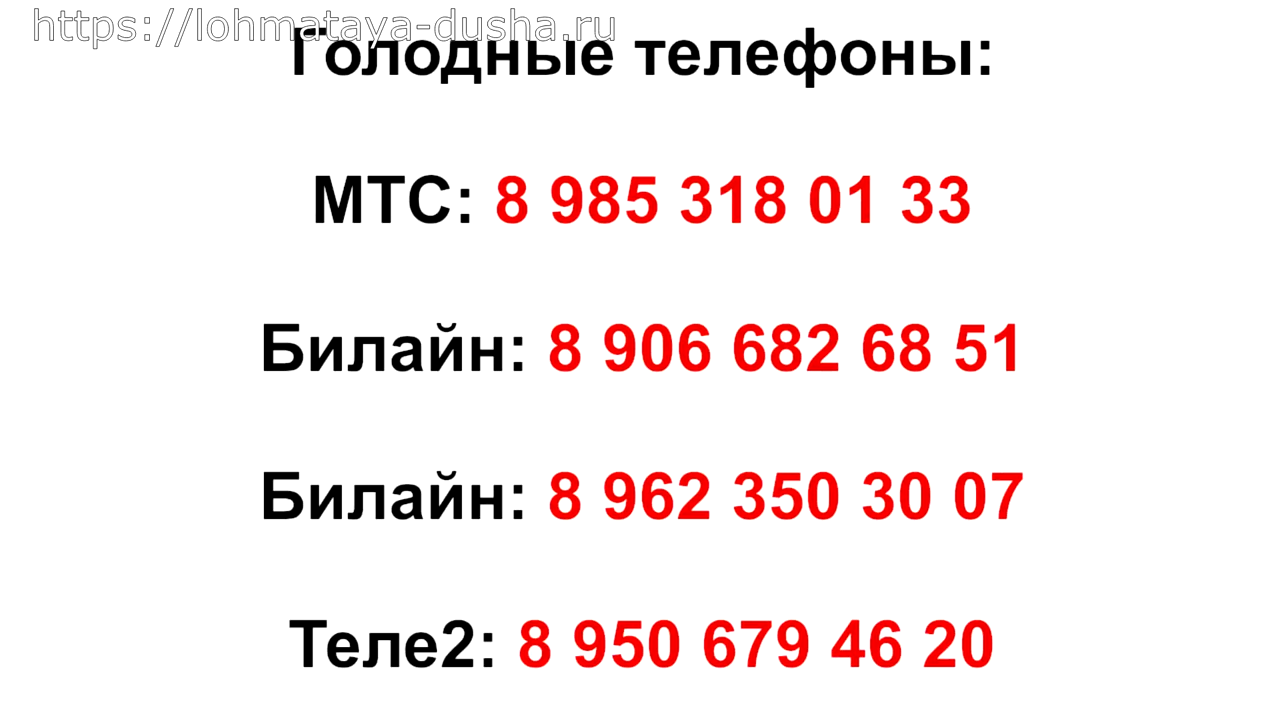 https://lohmataya-dusha.ru
Голодные телефоны:
МТС: 8 985 318 01 33
Билайн: 8 906 682 68 51
Билайн: 8 962 350 30 07
Теле2: 8 950 679 46 20